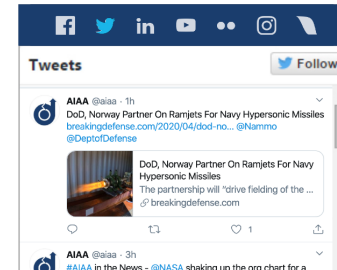 Tweets
Follow
AIAA @aiaa · 1h
DoD, Norway Partner On Ramjets For Navy Hypersonic Missiles
breakingdefense.com/2020/04/dod-no... @Nammo
@DeptofDefense
DoD, Norway Partner On Ramjets For Navy
Hypersonic Missiles
The partnership will "drive fielding of the ...
breakingdefense.com
1
AIAA @aiaa · 3h
#AIAA in the News - @NASA shaking up the org chart for a